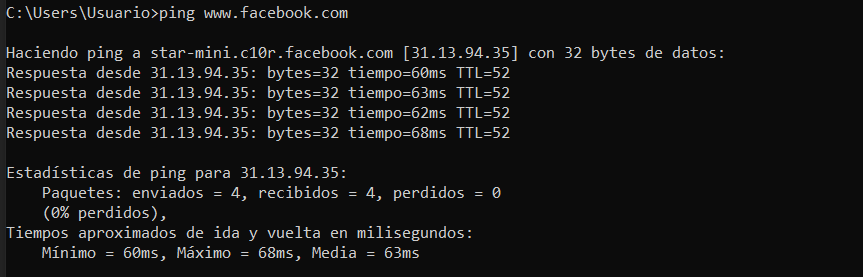 C:\Users\Usuario>ping www.facebook.com
Haciendo ping a star-mini.c10r.facebook.com [31.13.94.35] con 32 bytes de datos:
Respuesta desde 31.13.94.35: bytes=32 tiempo=60ms TTL=52
Respuesta desde 31.13.94.35: bytes=32 tiempo=63ms TTL=52
Respuesta desde 31.13.94.35: bytes=32 tiempo=62ms TTL=52
Respuesta desde 31.13.94.35: bytes=32 tiempo=68ms TTL=52
Estadísticas de ping para 31.13.94.35:
Paquetes: enviados = 4, recibidos = 4, perdidos = 0
(0% perdidos),
Tiempos aproximados de ida y vuelta en milisegundos:
Mínimo = 60ms, Máximo = 68ms, Media = 63ms